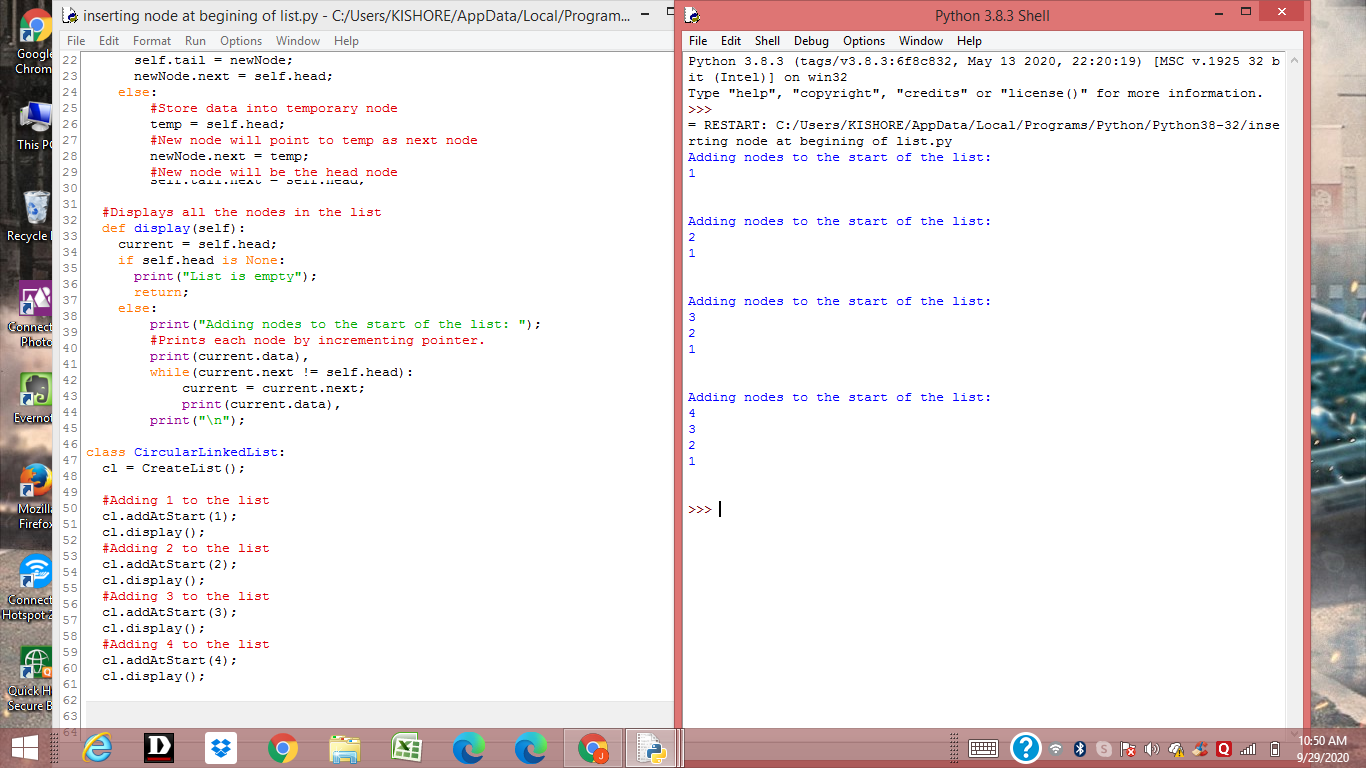 Google
Chrom
This PC
Recycle
Connect
Photo
Evernot
Mozill
Firefox
Connect
Hotspot 2
Quick H
Secure B
inserting node at begining of list.py - C:/Users/KISHORE/AppData/Local/Program...
File Edit Format Run Options Window Help
22 self.tail = newNode;
23 newNode.next = self.head;
24 else:
25 #Store data into temporary node
26 temp = self.head;
27 #New node will point to temp as next node
28 newNode.next = temp;
29 #New node will be the head node
30 self.tail.next = self.head;
31
32 #Displays all the nodes in the list
33 def display(self):
34 current = self.head;
35 if self.head is None:
36 print("List is empty");
37 return;
38 else:
39 print("Adding nodes to the start of the list: ");
40 #Prints each node by incrementing pointer.
41 print(current.data),
42 while(current.next != self.head):
43 current = current.next;
44 print(current.data),
45 print("\n");
46
47 class CircularLinkedList:
48 cl = CreateList();
49
50 #Adding 1 to the list
51 cl.addAtStart(1);
52 cl.display();
53 #Adding 2 to the list
54 cl.addAtStart(2);
55 cl.display();
56 #Adding 3 to the list
57 cl.addAtStart(3);
58 cl.display();
59 #Adding 4 to the list
60 cl.addAtStart(4);
61 cl.display();
62
63
64
Python 3.8.3 Shell
File Edit Shell Debug Options Window Help
Python 3.8.3 (tags/v3.8.3:6f8c832, May 13 2020, 22:20:19) [MSC v.1925 32 b
it (Intel)] on win32
Type "help", "copyright", "credits" or "license()" for more information.
>>>
= RESTART: C:/Users/KISHORE/AppData/Local/Programs/Python/Python38-32/inse
rting node at begining of list.py
Adding nodes to the start of the list:
1
Adding nodes to the start of the list:
2
1
Adding nodes to the start of the list:
3
2
1
Adding nodes to the start of the list:
4
3
2
1
>>>
10:50 AM
9/29/2020